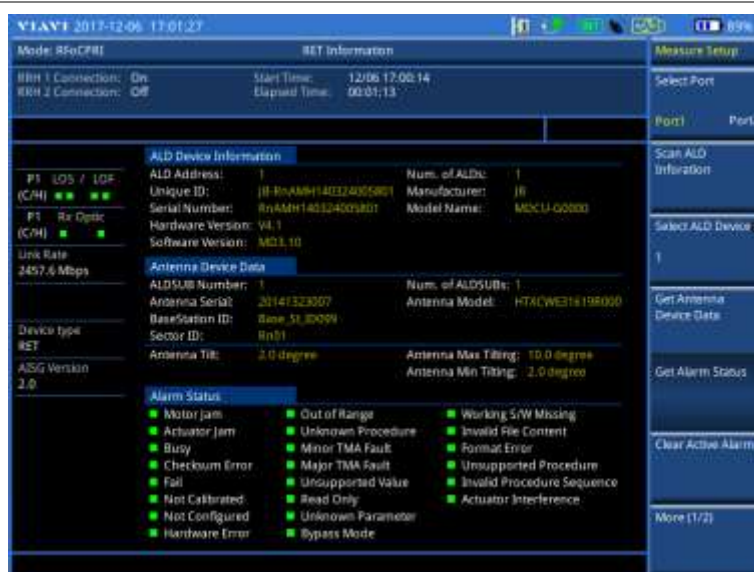 VIAVI 2017-12-06 17:01:27
89%
Mode: RFoCPRI
RET Information
Measure Setup
RRH 1 Connection: On
Start Time: 12/06 17:00:14
RRH 2 Connection: Off
Elapsed Time: 00:01:13
Select Port
Port1 Port
ALD Device Information
Scan ALD
Inforation
ALD Address: 1
Num. of ALDs: 1
P1 LOS / LOF
(C/H)
Unique ID:
Manufacturer: JB
Serial Number:
Model Name: MDCU-G0000
P1 Rx Optic
(C/H)
Hardware Version: V4.1
Software Version: MD3.10
Select ALD Device
1
Link Rate
2457.6 Mbps
Antenna Device Data
ALDSUB Number: 1
Num. of ALDSUBs: 1
Antenna Serial: 20141323007
Antenna Model:
BaseStation ID: Base_St_ID099
Sector ID: Rn01
Get Antenna
Device Data
Device type
RET
Antenna Tilt: 2.0 degree
Antenna Max Tilting: 10.0 degree
Antenna Min Tilting: 2.0 degree
AISG Version
2.0
Get Alarm Status
Alarm Status
Motor Jam
Out of Range
Working S/W Missing
Actuator Jam
Unknown Procedure
Invalid File Content
Busy
Minor TMA Fault
Format Error
Checksum Error
Major TMA Fault
Unsupported Procedure
Fail
Unsupported Value
Invalid Procedure Sequence
Not Calibrated
Read Only
Actuator Interference
Not Configured
Unknown Parameter
Hardware Error
Bypass Mode
Clear Active Alarm
More (1/2)